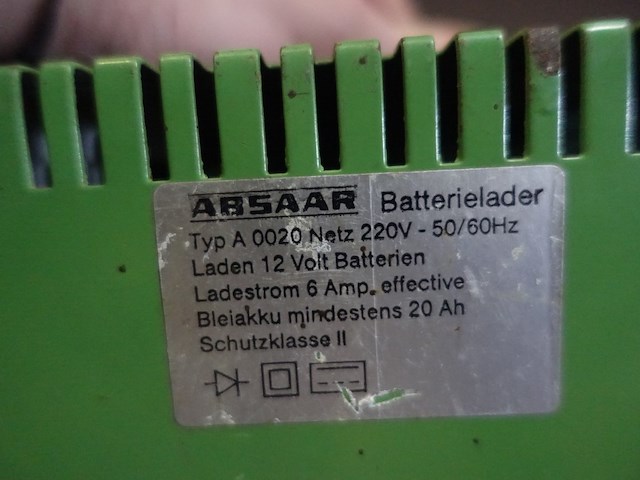 ABSAAR Batterielader
Typ A 0020 Netz 220V - 50/60Hz
Laden 12 Volt Batterien
Ladestrom 6 Amp. effective
Bleiakku mindestens 20 Ah
Schutzklasse II